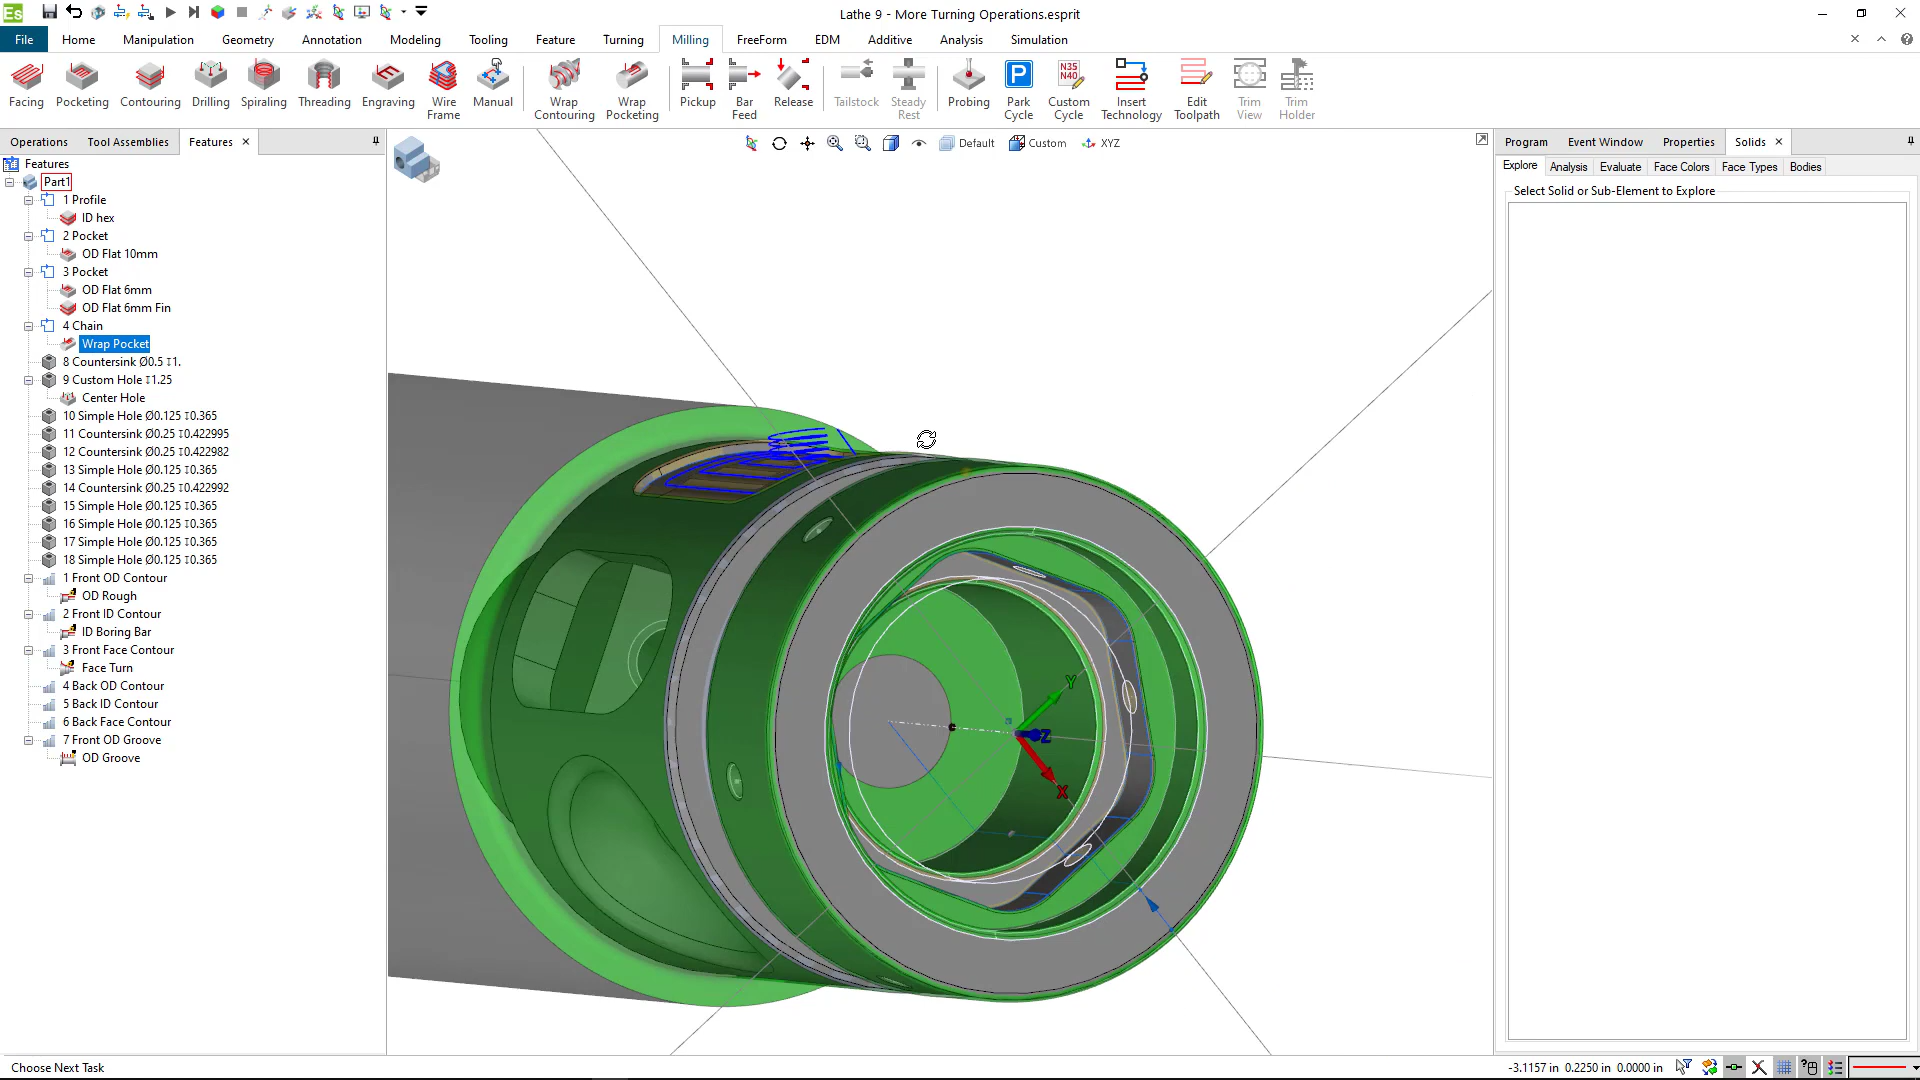 Es
Lathe 9 - More Turning Operations.esprit
File Home Manipulation Geometry Annotation Modeling Tooling Feature Turning Milling FreeForm EDM Additive Analysis Simulation
Facing Pocketing Contouring Drilling Spiraling Threading Engraving Wire Frame Manual Wrap Contouring Wrap Pocketing Pickup Bar Feed Release Tailstock Steady Rest Probing Park Cycle Custom Cycle Insert Technology Edit Toolpath Trim View Trim Holder
P
N35
N40
Operations Tool Assemblies Features
Default Custom XYZ
Program Event Window Properties Solids
Explore Analysis Evaluate Face Colors Face Types Bodies
Select Solid or Sub-Element to Explore
Features
Part1
1 Profile
ID hex
2 Pocket
OD Flat 10mm
3 Pocket
OD Flat 6mm
OD Flat 6mm Fin
4 Chain
Wrap Pocket
8 Countersink Ø0.5 ↧1.
9 Custom Hole ↧1.25
Center Hole
10 Simple Hole Ø0.125 ↧0.365
11 Countersink Ø0.25 ↧0.422995
12 Countersink Ø0.25 ↧0.422982
13 Simple Hole Ø0.125 ↧0.365
14 Countersink Ø0.25 ↧0.422992
15 Simple Hole Ø0.125 ↧0.365
16 Simple Hole Ø0.125 ↧0.365
17 Simple Hole Ø0.125 ↧0.365
18 Simple Hole Ø0.125 ↧0.365
1 Front OD Contour
OD Rough
2 Front ID Contour
ID Boring Bar
3 Front Face Contour
Face Turn
4 Back OD Contour
5 Back ID Contour
6 Back Face Contour
7 Front OD Groove
OD Groove
Y
Z
X
Choose Next Task
-3.1157 in 0.2250 in 0.0000 in